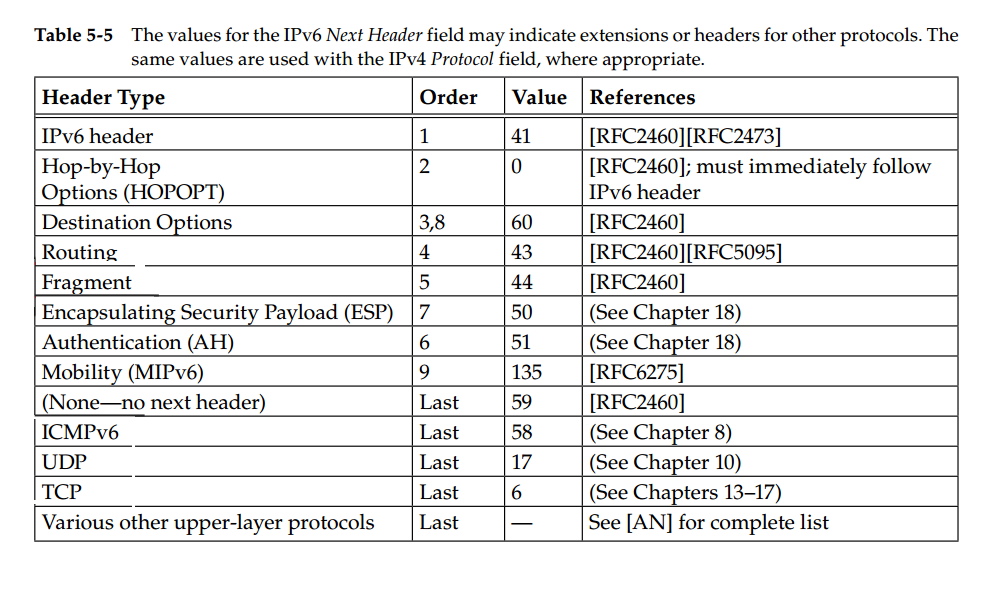 Table 5-5 The values for the IPv6 Next Header field may indicate extensions or headers for other protocols. The
same values are used with the IPv4 Protocol field, where appropriate.
Header Type Order Value References
IPv6 header 1 41 [RFC2460][RFC2473]
Hop-by-Hop 2 0 [RFC2460]; must immediately follow
Options (HOPOPT) IPv6 header
Destination Options 3,8 60 [RFC2460]
Routing 4 43 [RFC2460][RFC5095]
Fragment 5 44 [RFC2460]
Encapsulating Security Payload (ESP) 7 50 (See Chapter 18)
Authentication (AH) 6 51 (See Chapter 18)
Mobility (MIPv6) 9 135 [RFC6275]
(None—no next header) Last 59 [RFC2460]
ICMPv6 Last 58 (See Chapter 8)
UDP Last 17 (See Chapter 10)
TCP Last 6 (See Chapters 13–17)
Various other upper-layer protocols Last — See [AN] for complete list